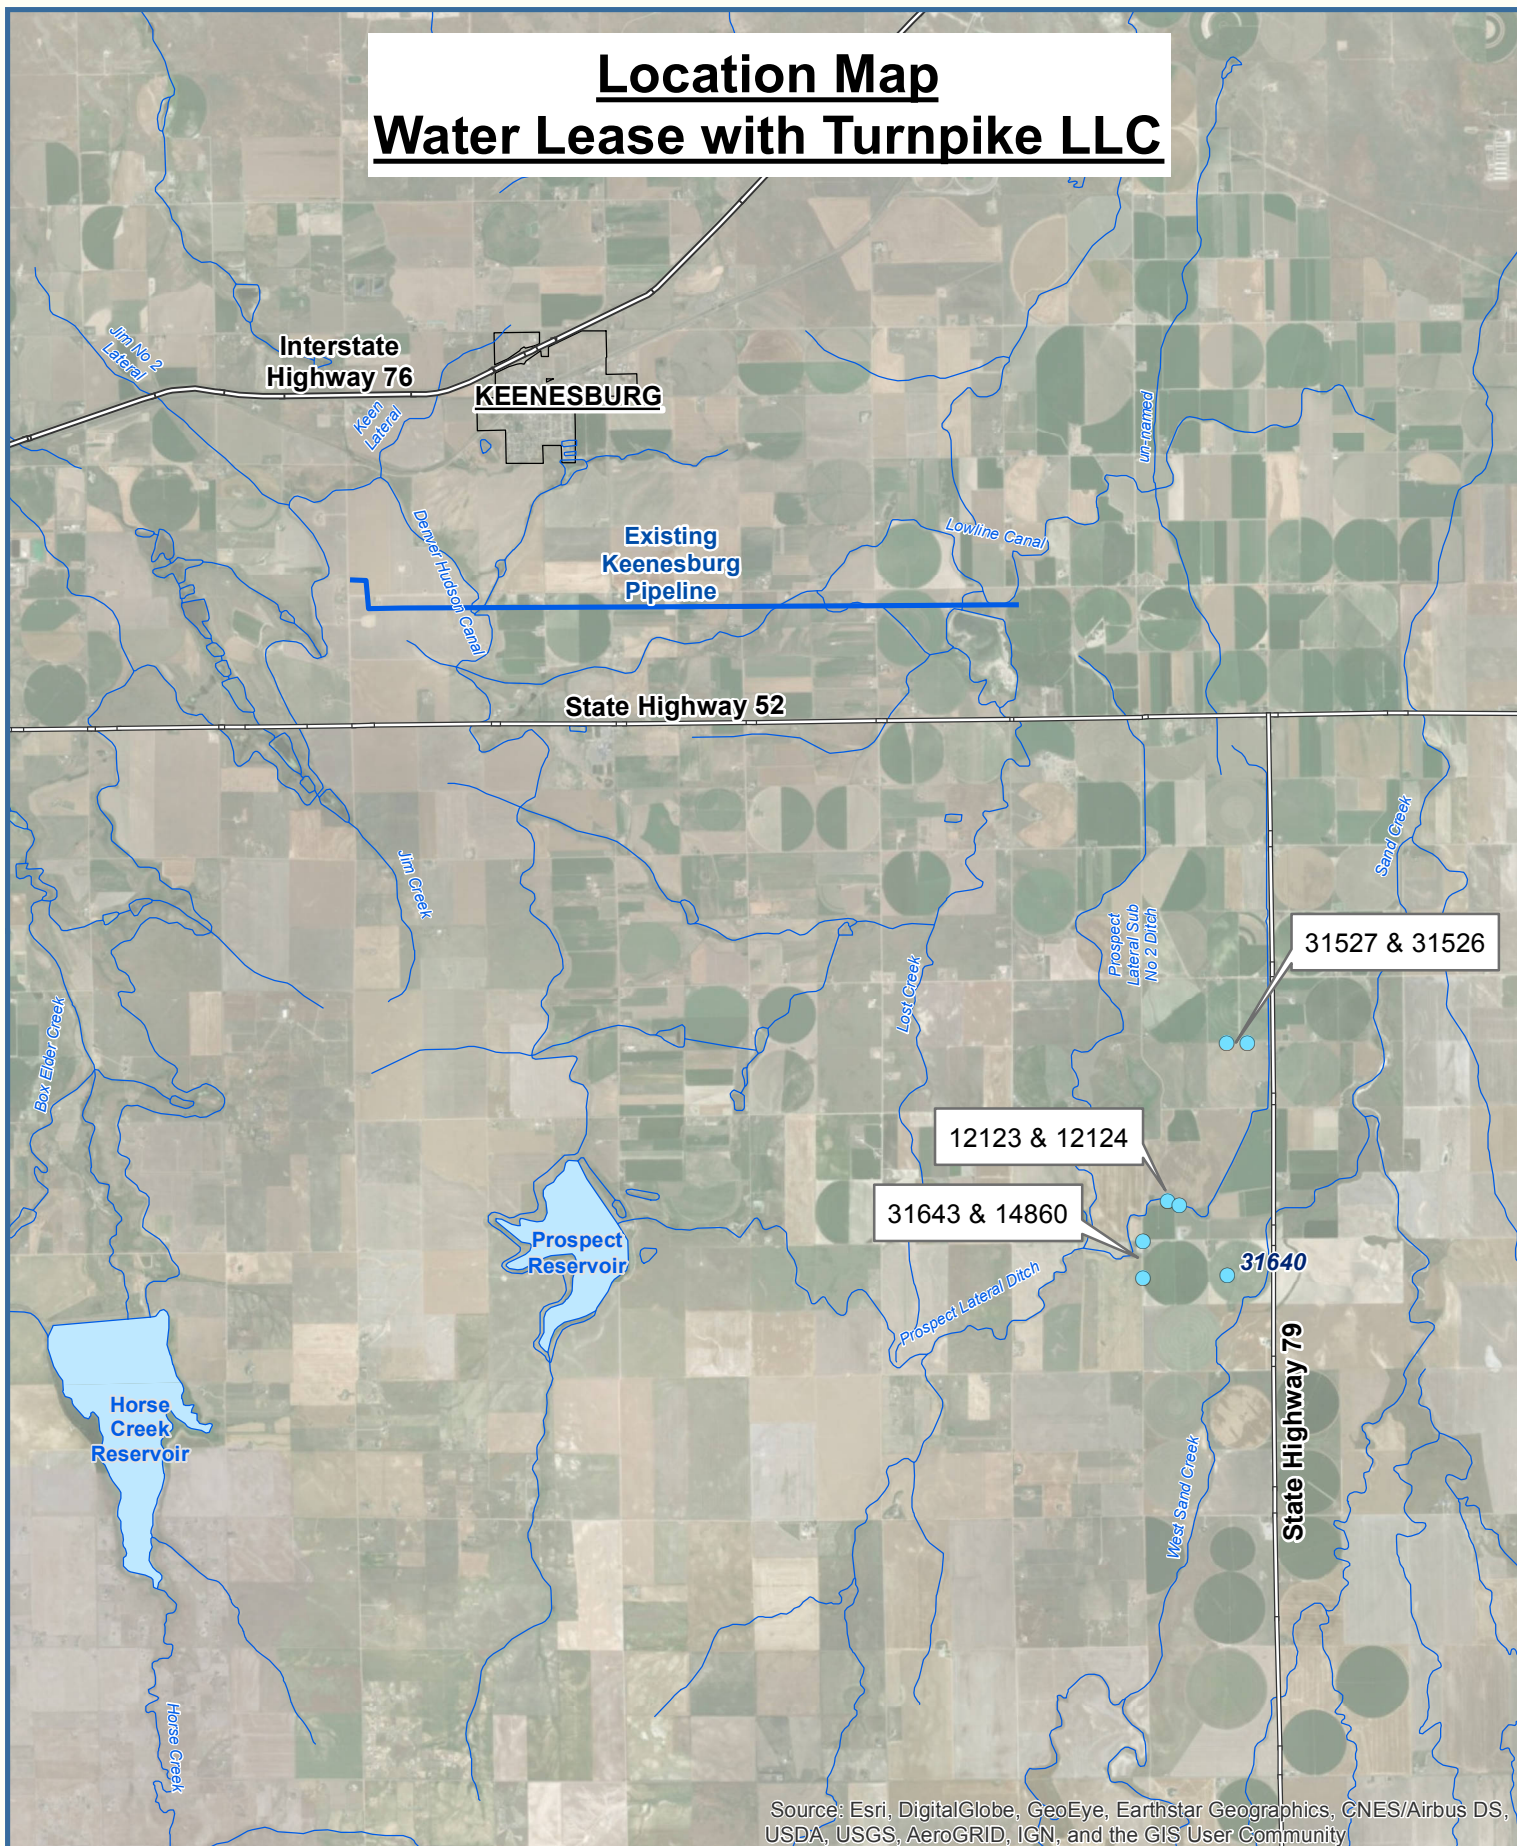 Location Map
Water Lease with Turnpike LLC
Jim No 2
Lateral
Interstate
Highway 76
KEENESBURG
Keen
Lateral
un-named
Denver Hudson Canal
Existing
Keenesburg
Pipeline
Lowline Canal
State Highway 52
Jim Creek
Sand Creek
Prospect
Lateral Sub
No 2 Ditch
31527 & 31526
Lost Creek
Box Elder Creek
12123 & 12124
31643 & 14860
Prospect
Reservoir
31640
Prospect Lateral Ditch
State Highway 79
Horse
Creek
Reservoir
West Sand Creek
Horse Creek
Source: Esri, DigitalGlobe, GeoEye, Earthstar Geographics, CNES/Airbus DS,
USDA, USGS, AeroGRID, IGN, and the GIS User Community